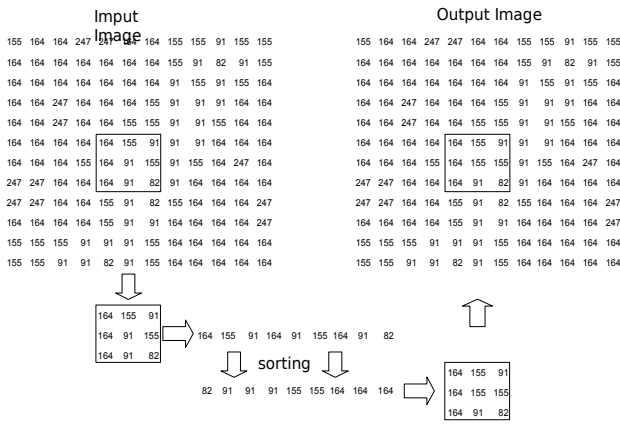 Imput
Image
155 164 164 247 247 164 164 155 155 91 155 155
164 164 164 164 164 164 164 155 91 82 91 155
164 164 164 164 164 164 164 91 155 91 155 164
164 164 247 164 164 164 155 91 91 91 164 164
164 164 247 164 164 155 155 91 91 155 164 164
164 164 164 164 164 155 91 91 91 164 164 164
164 164 164 155 164 91 155 91 155 164 247 164
247 247 164 164 164 91 82 91 164 164 164 164
247 247 164 164 155 91 82 155 164 164 164 247
164 164 164 164 155 91 91 164 164 164 164 247
155 155 155 91 91 91 155 164 164 164 164 164
155 155 91 91 82 91 155 164 164 164 164 164
Output Image
155 164 164 247 247 164 164 155 155 91 155 155
164 164 164 164 164 164 164 155 91 82 91 155
164 164 164 164 164 164 164 91 155 91 155 164
164 164 247 164 164 164 155 91 91 91 164 164
164 164 247 164 164 155 155 91 91 155 164 164
164 164 164 164 164 155 91 91 91 164 164 164
164 164 164 155 164 155 155 91 155 164 247 164
247 247 164 164 164 91 82 91 164 164 164 164
247 247 164 164 155 91 82 155 164 164 164 247
164 164 164 164 155 91 91 164 164 164 164 247
155 155 155 91 91 91 155 164 164 164 164 164
155 155 91 91 82 91 155 164 164 164 164 164
164 155 91
164 91 155
164 91 82
164 155 91 164 91 155 164 91 82
sorting
82 91 91 91 155 155 164 164 164
164 155 91
164 155 155
164 91 82